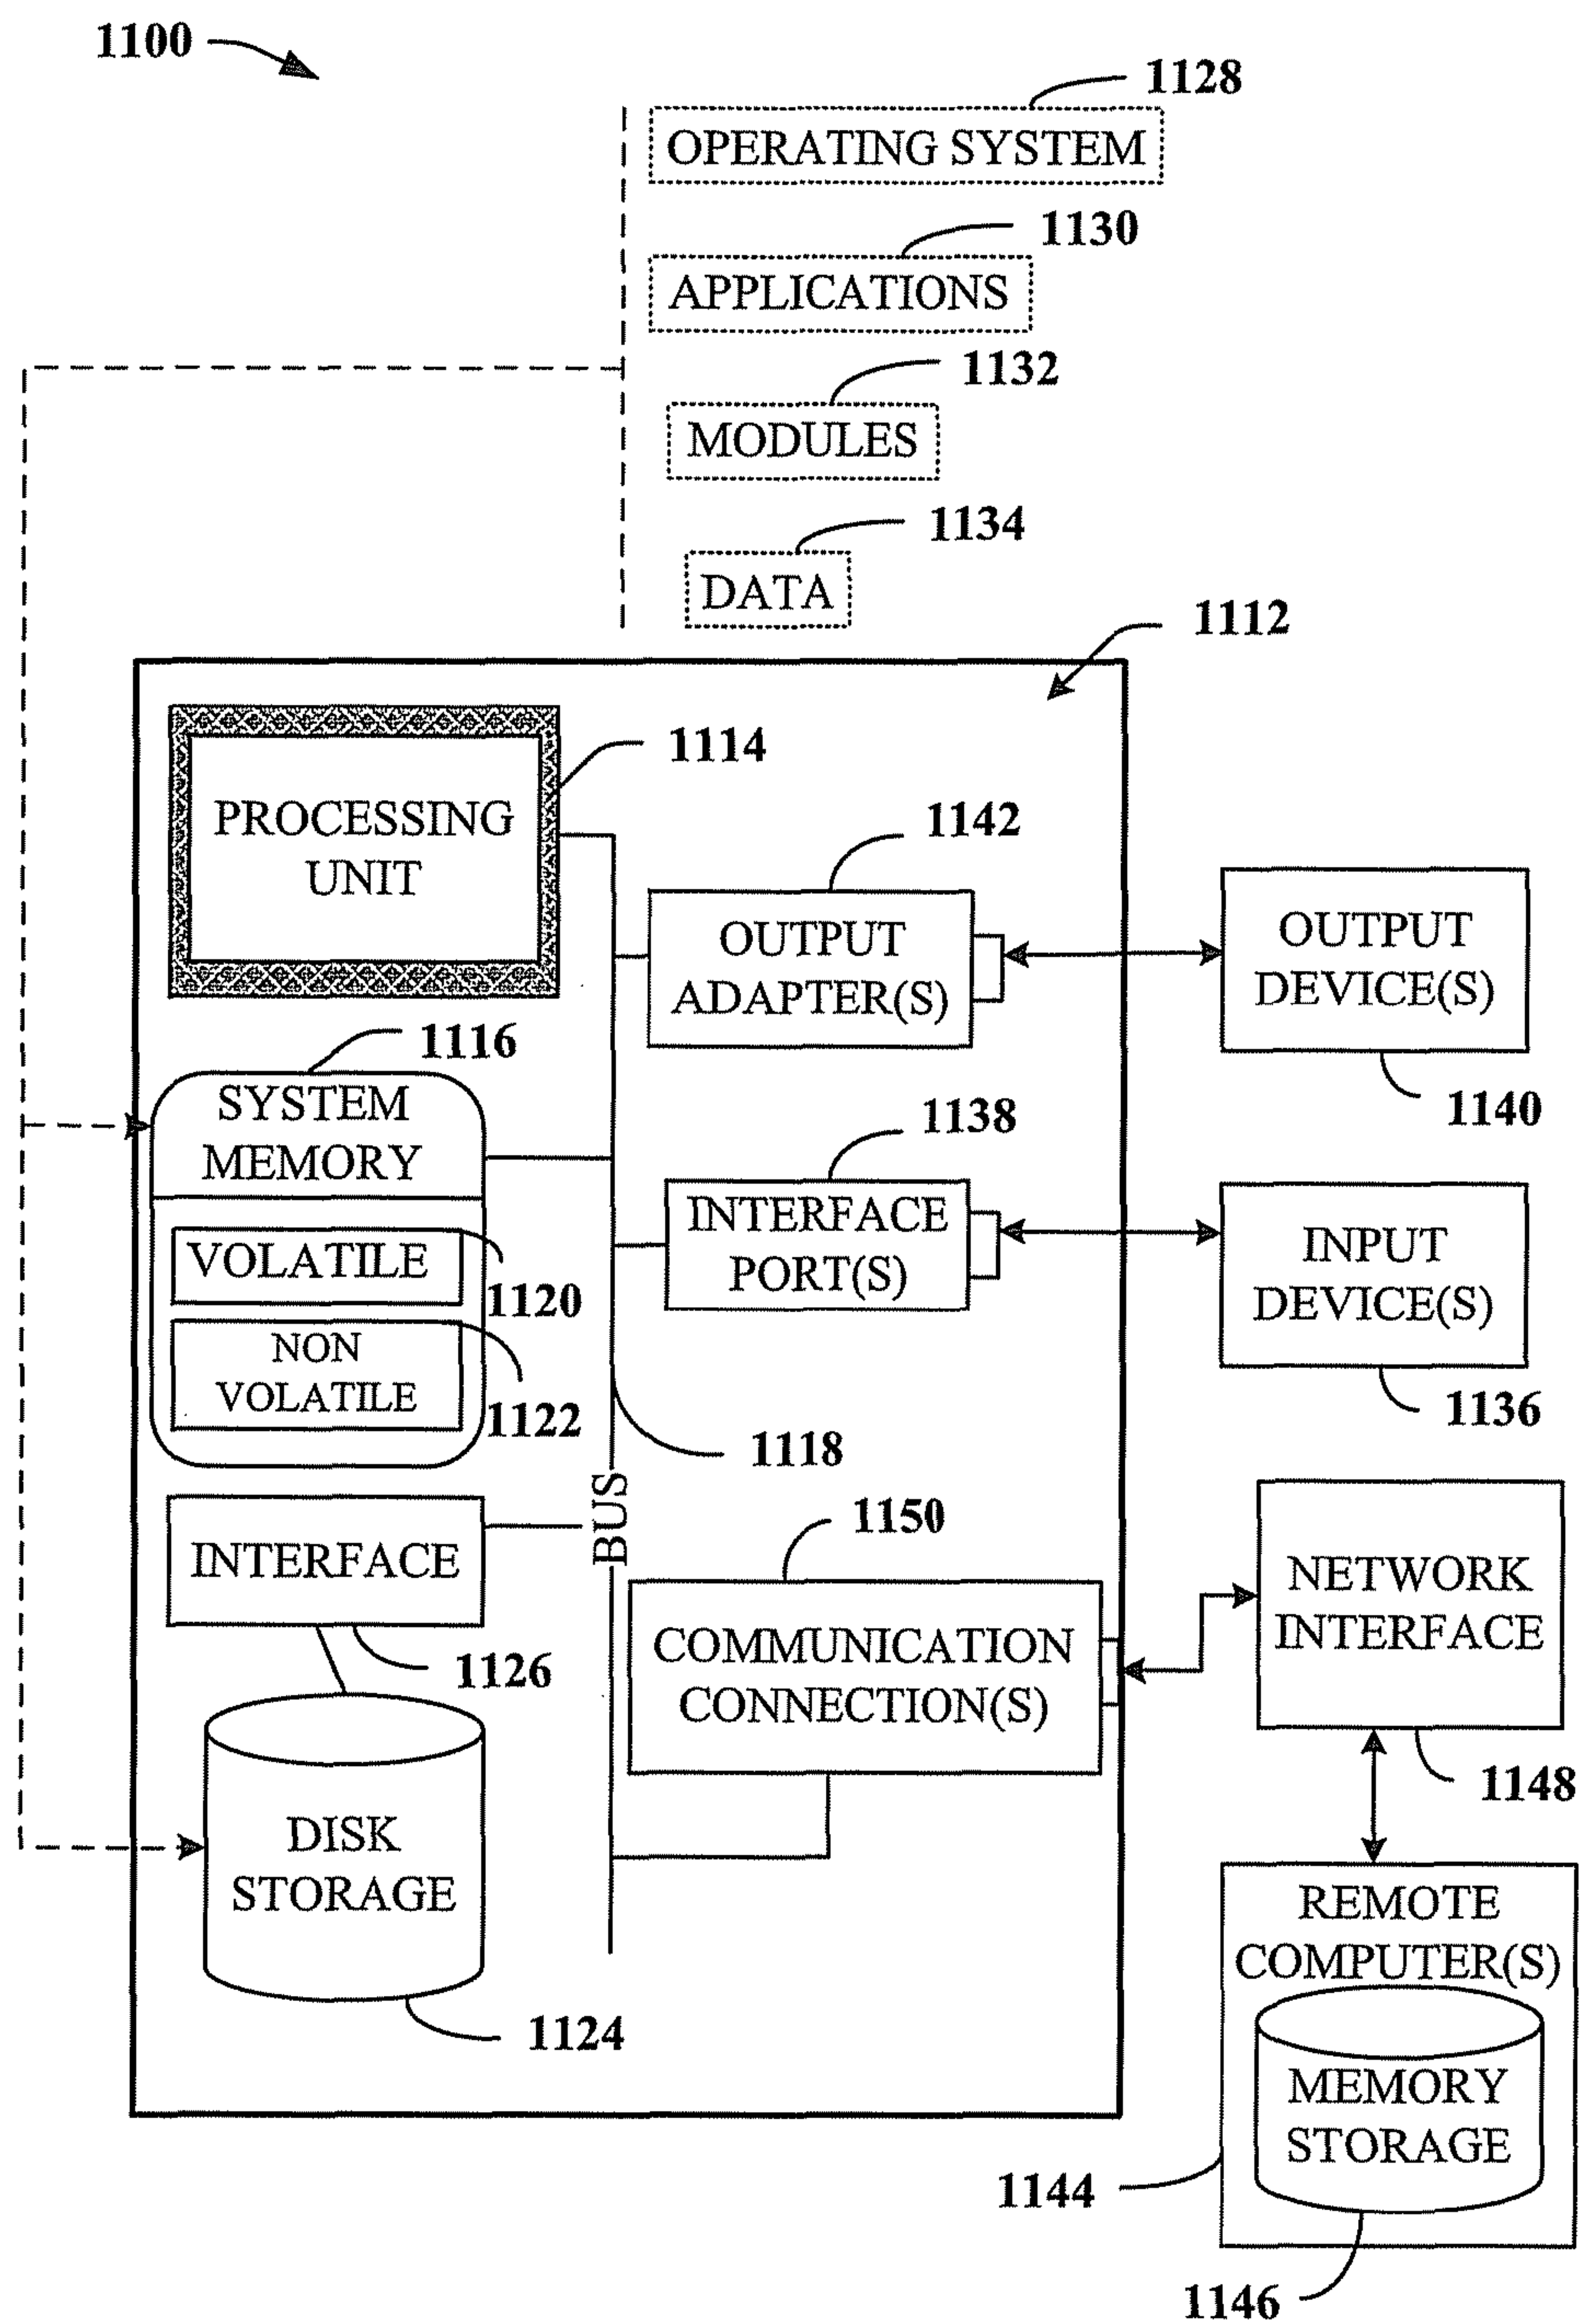 1100
1128
OPERATING SYSTEM
1130
APPLICATIONS
1132
MODULES
1134
DATA
1112
1114
PROCESSING
UNIT
1142
OUTPUT
ADAPTER(S)
OUTPUT
DEVICE(S)
1140
1116
SYSTEM
MEMORY
VOLATILE
1120
NON
VOLATILE
1122
1138
INTERFACE
PORT(S)
INPUT
DEVICE(S)
1136
1118
BUS
INTERFACE
1126
1150
COMMUNICATION
CONNECTION(S)
NETWORK
INTERFACE
1148
DISK
STORAGE
1124
REMOTE
COMPUTER(S)
MEMORY
STORAGE
1144
1146